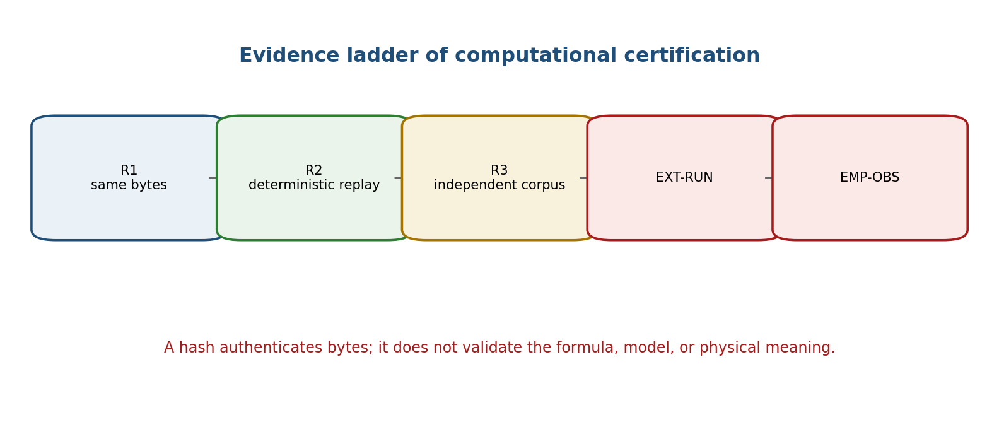 Evidence ladder of computational certification
R1
same bytes
R2
deterministic replay
R3
independent corpus
EXT-RUN
EMP-OBS
A hash authenticates bytes; it does not validate the formula, model, or physical meaning.